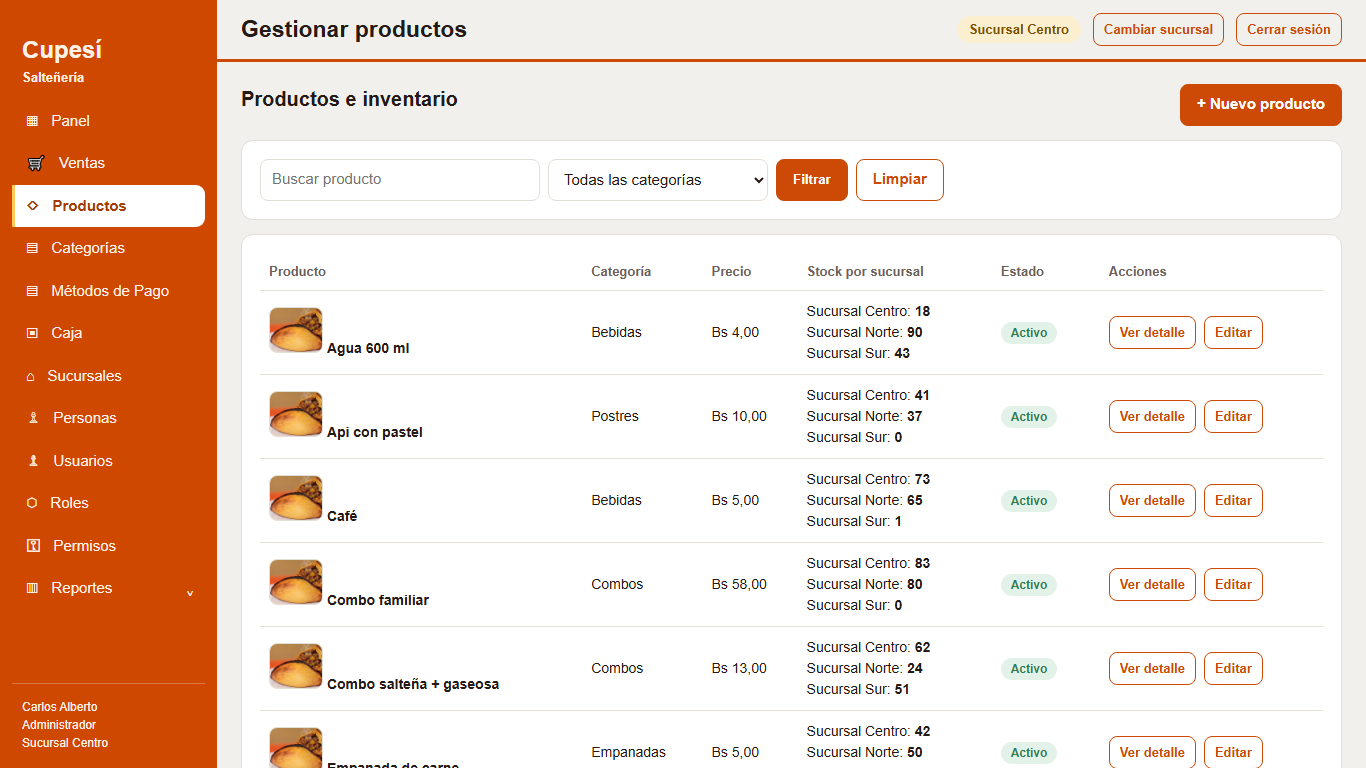 Cupesí
Salteñería
Panel
Ventas
Productos
Categorías
Métodos de Pago
Caja
Sucursales
Personas
Usuarios
Roles
Permisos
Reportes
Carlos Alberto
Administrador
Sucursal Centro
Gestionar productos
Sucursal Centro
Cambiar sucursal
Cerrar sesión
Productos e inventario
+ Nuevo producto
Buscar producto
Todas las categorías
Filtrar
Limpiar
Producto Categoría Precio Stock por sucursal Estado Acciones
Agua 600 ml Bebidas Bs 4,00
Sucursal Centro: 18
Sucursal Norte: 90
Sucursal Sur: 43
Activo Ver detalle Editar
Api con pastel Postres Bs 10,00
Sucursal Centro: 41
Sucursal Norte: 37
Sucursal Sur: 0
Activo Ver detalle Editar
Café Bebidas Bs 5,00
Sucursal Centro: 73
Sucursal Norte: 65
Sucursal Sur: 1
Activo Ver detalle Editar
Combo familiar Combos Bs 58,00
Sucursal Centro: 83
Sucursal Norte: 80
Sucursal Sur: 0
Activo Ver detalle Editar
Combo salteña + gaseosa Combos Bs 13,00
Sucursal Centro: 62
Sucursal Norte: 24
Sucursal Sur: 51
Activo Ver detalle Editar
Empanada de carne Empanadas Bs 5,00
Sucursal Centro: 42
Sucursal Norte: 50
Activo Ver detalle Editar